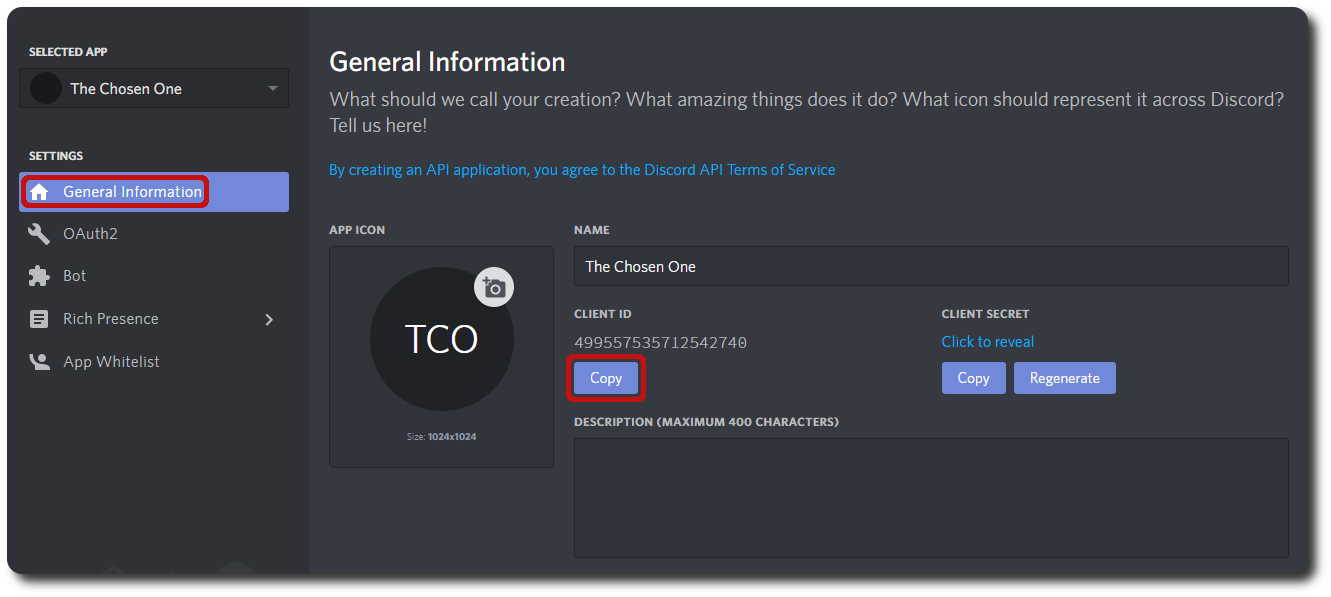 SELECTED APP
The Chosen One
SETTINGS
General Information
OAuth2
Bot
Rich Presence
App Whitelist
General Information
What should we call your creation? What amazing things does it do? What icon should represent it across Discord?
Tell us here!
By creating an API application, you agree to the Discord API Terms of Service
APP ICON
TCO
Size: 1024x1024
NAME
The Chosen One
CLIENT ID
499557535712542740
Copy
CLIENT SECRET
Click to reveal
Copy Regenerate
DESCRIPTION (MAXIMUM 400 CHARACTERS)